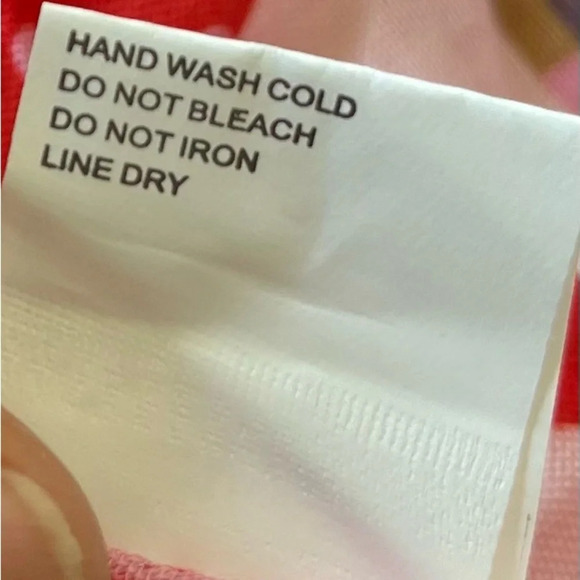 HAND WASH COLD
DO NOT BLEACH
DO NOT IRON
LINE DRY